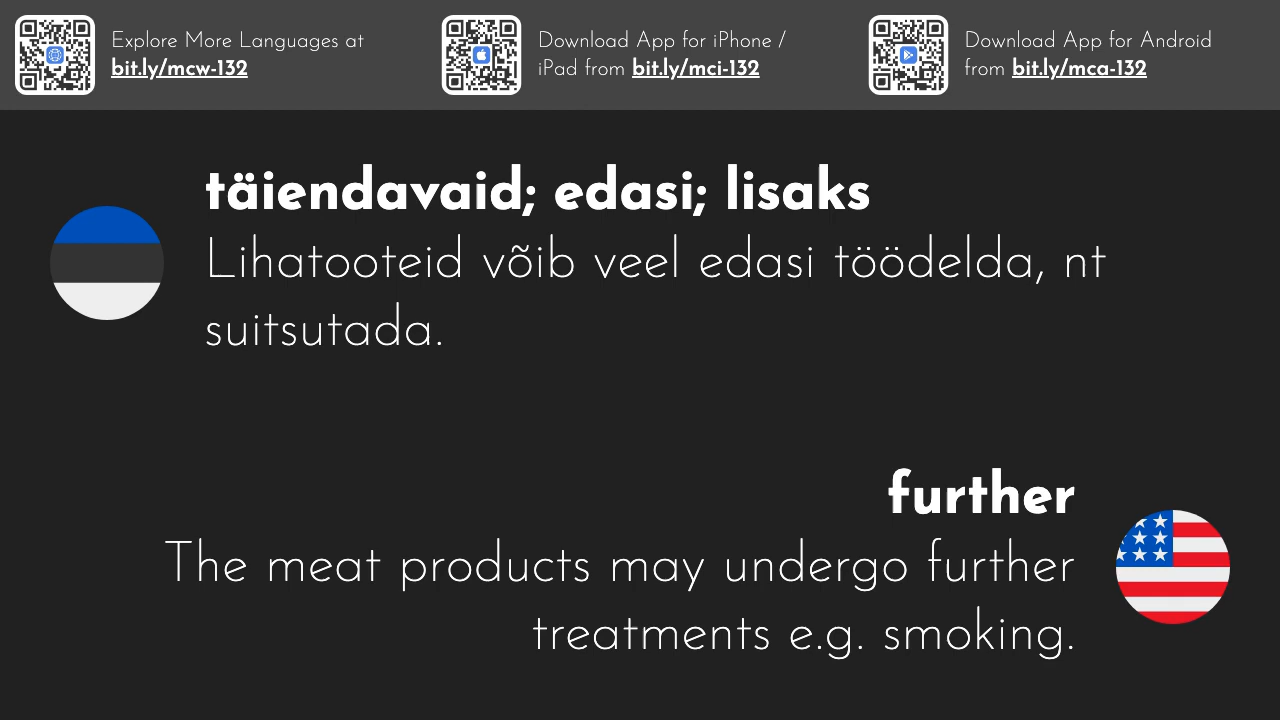 Explore More Languages at
bit.ly/mcw-132
Download App for iPhone /
iPad from bit.ly/mci-132
Download App for Android
from bit.ly/mca-132
täiendavaid; edasi; lisaks
Lihatooteid võib veel edasi töödelda, nt
suitsutada.
further
The meat products may undergo further
treatments e.g. smoking.